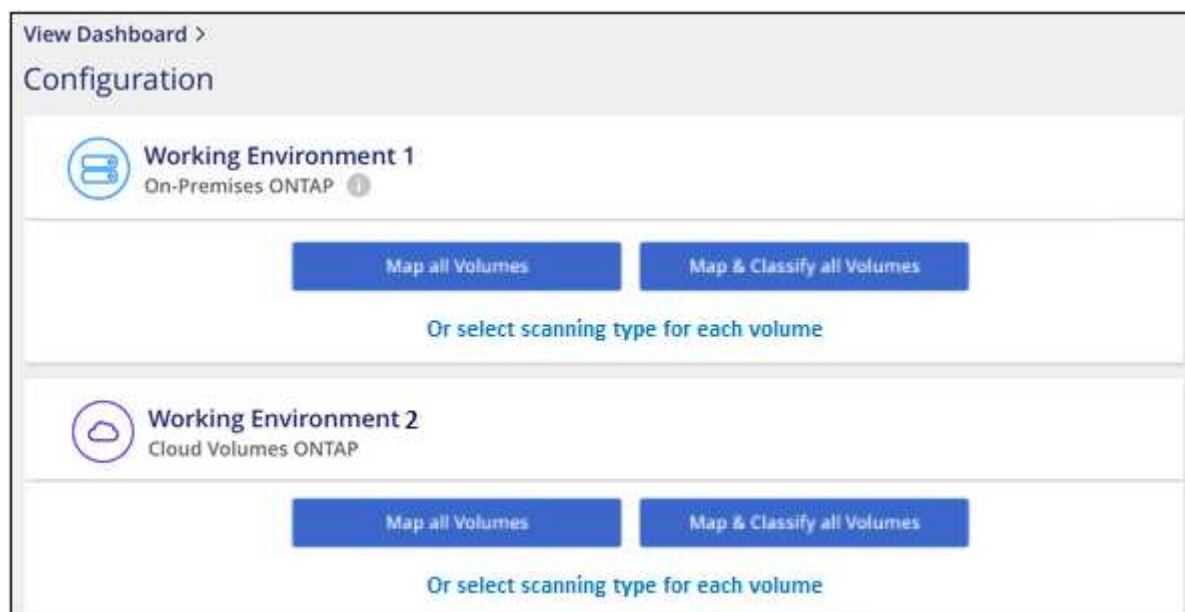 View Dashboard >
Configuration
Working Environment 1
On-Premises ONTAP i
Map all Volumes
Map & Classify all Volumes
Or select scanning type for each volume
Working Environment 2
Cloud Volumes ONTAP
Map all Volumes
Map & Classify all Volumes
Or select scanning type for each volume